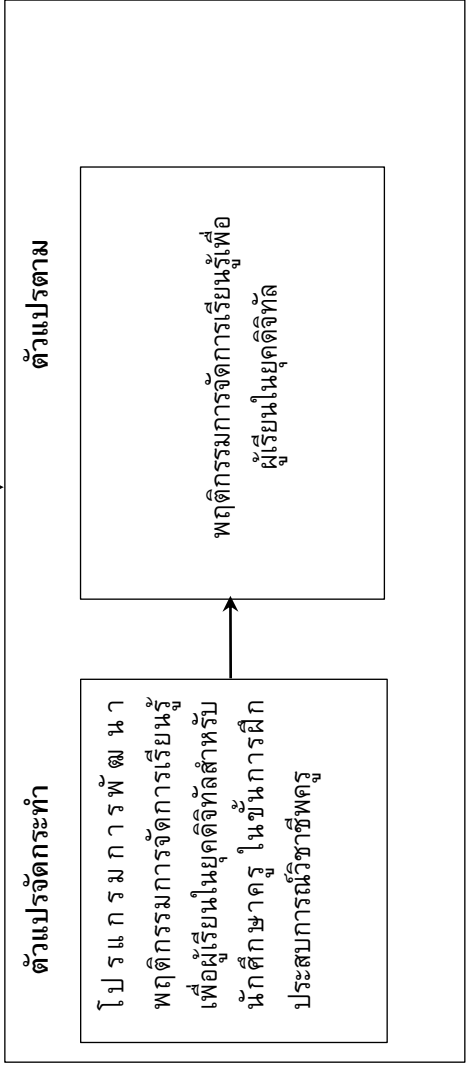 ตัวแปรจัดกระทำ
โปรแกรมการพัฒนา
พฤติกรรมการจัดการเรียนรู้
เพื่อผู้เรียนในยุคดิจิทัลสำหรับ
นักศึกษาครู ในขั้นการฝึก
ประสบการณ์วิชาชีพครู
ตัวแปรตาม
พฤติกรรมการจัดการเรียนรู้เพื่อ
ผู้เรียนในยุคดิจิทัล